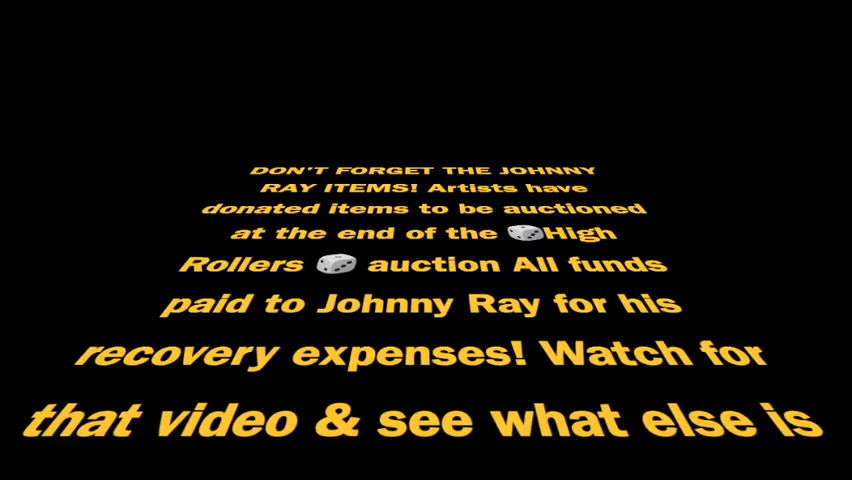 DON'T FORGET THE JOHNNY
RAY ITEMS! Artists have
donated items to be auctioned
at the end of the 🎲High
Rollers 🎲 auction All funds
paid to Johnny Ray for his
recovery expenses! Watch for
that video & see what else is